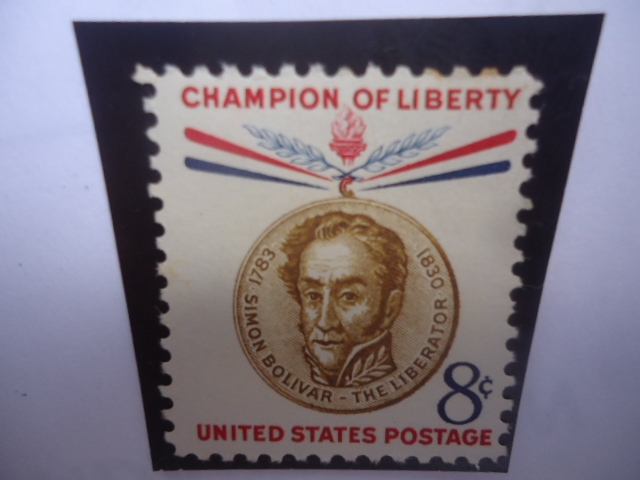 CHAMPION OF LIBERTY
1783 · SIMON BOLIVAR - THE LIBERATOR · 1830
8¢
UNITED STATES POSTAGE